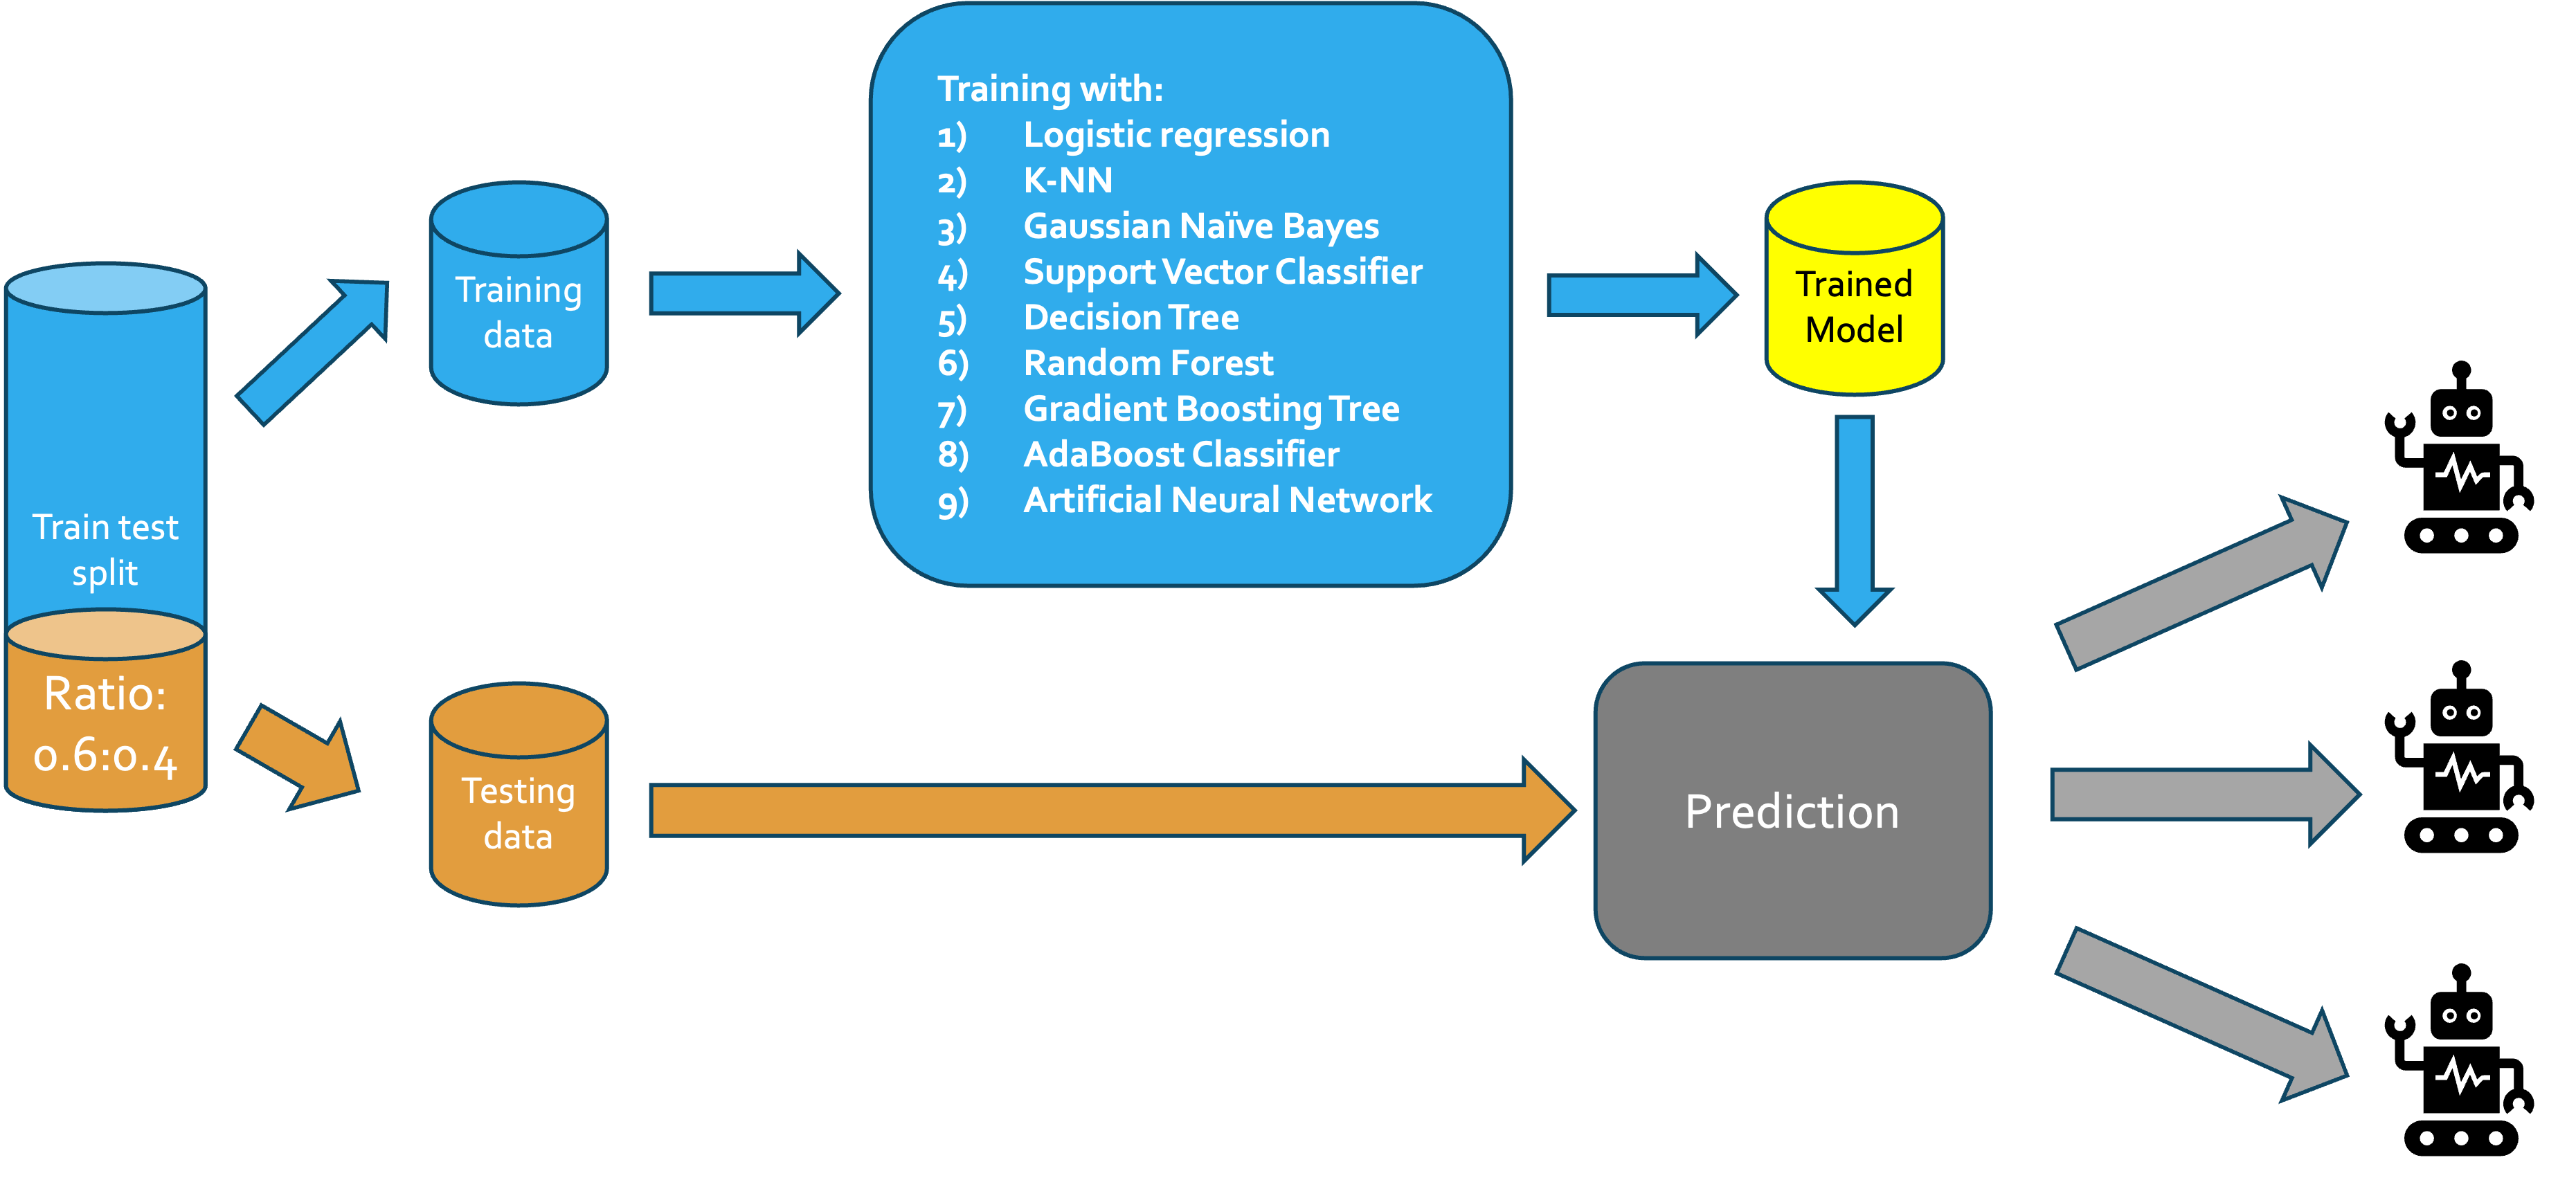 Train test
split
Ratio:
0.6:0.4
Training
data
Testing
data
Training with:
1) Logistic regression
2) K-NN
3) Gaussian Naïve Bayes
4) Support Vector Classifier
5) Decision Tree
6) Random Forest
7) Gradient Boosting Tree
8) AdaBoost Classifier
9) Artificial Neural Network
Trained
Model
Prediction